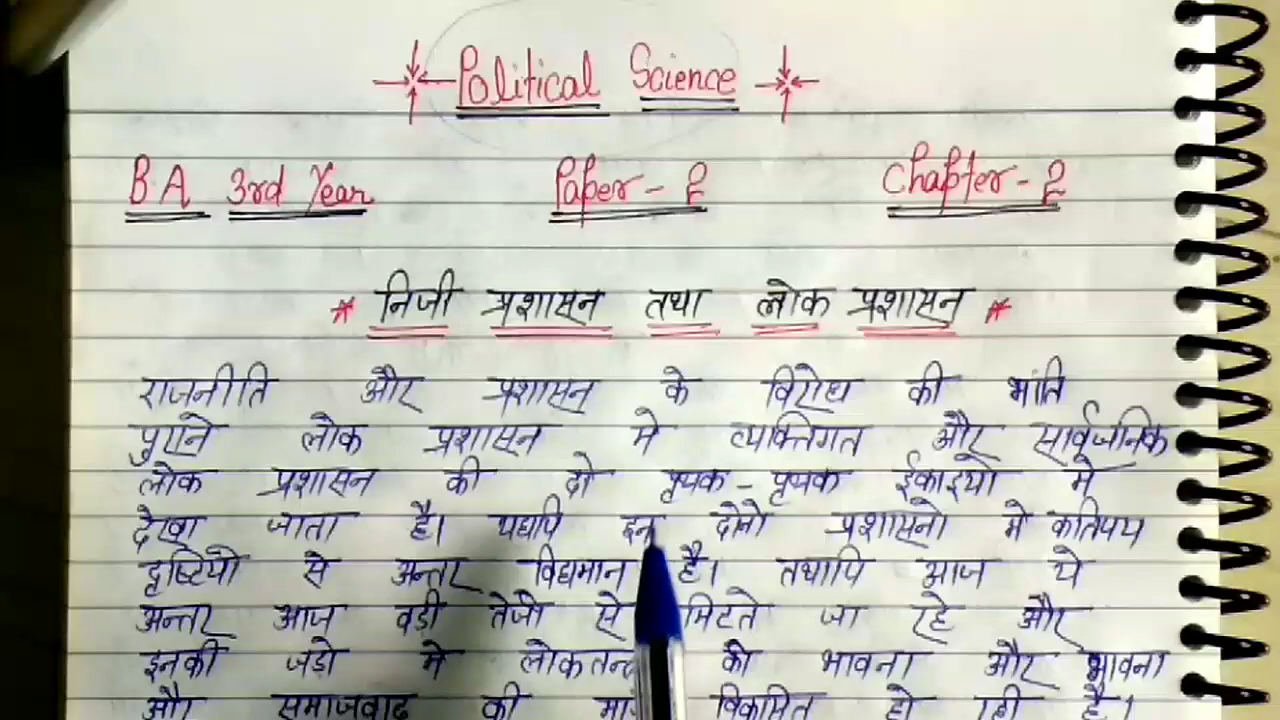 Political Science
B.A 3rd Year Paper - 2 Chapter - 2
* निजी प्रशासन तथा लोक प्रशासन *
राजनीति और प्रशासन के विरोध की भांति
पुराने लोक प्रशासन मे व्यक्तिगत और सार्वजनिक
लोक प्रशासन की दो पृथक - पृथक ईकाइयो मे
देखा जाता है। यद्यपि इन दोनो प्रशासनो मे कतिपय
दृष्टियो से अन्तर विद्यमान है। तथापि आज ये
अन्तर आज वडी तेजी से मिटते जा रहे और
इनकी जडो मे की भावना और भावना
और समाजवाद की विकसित हो रही है।